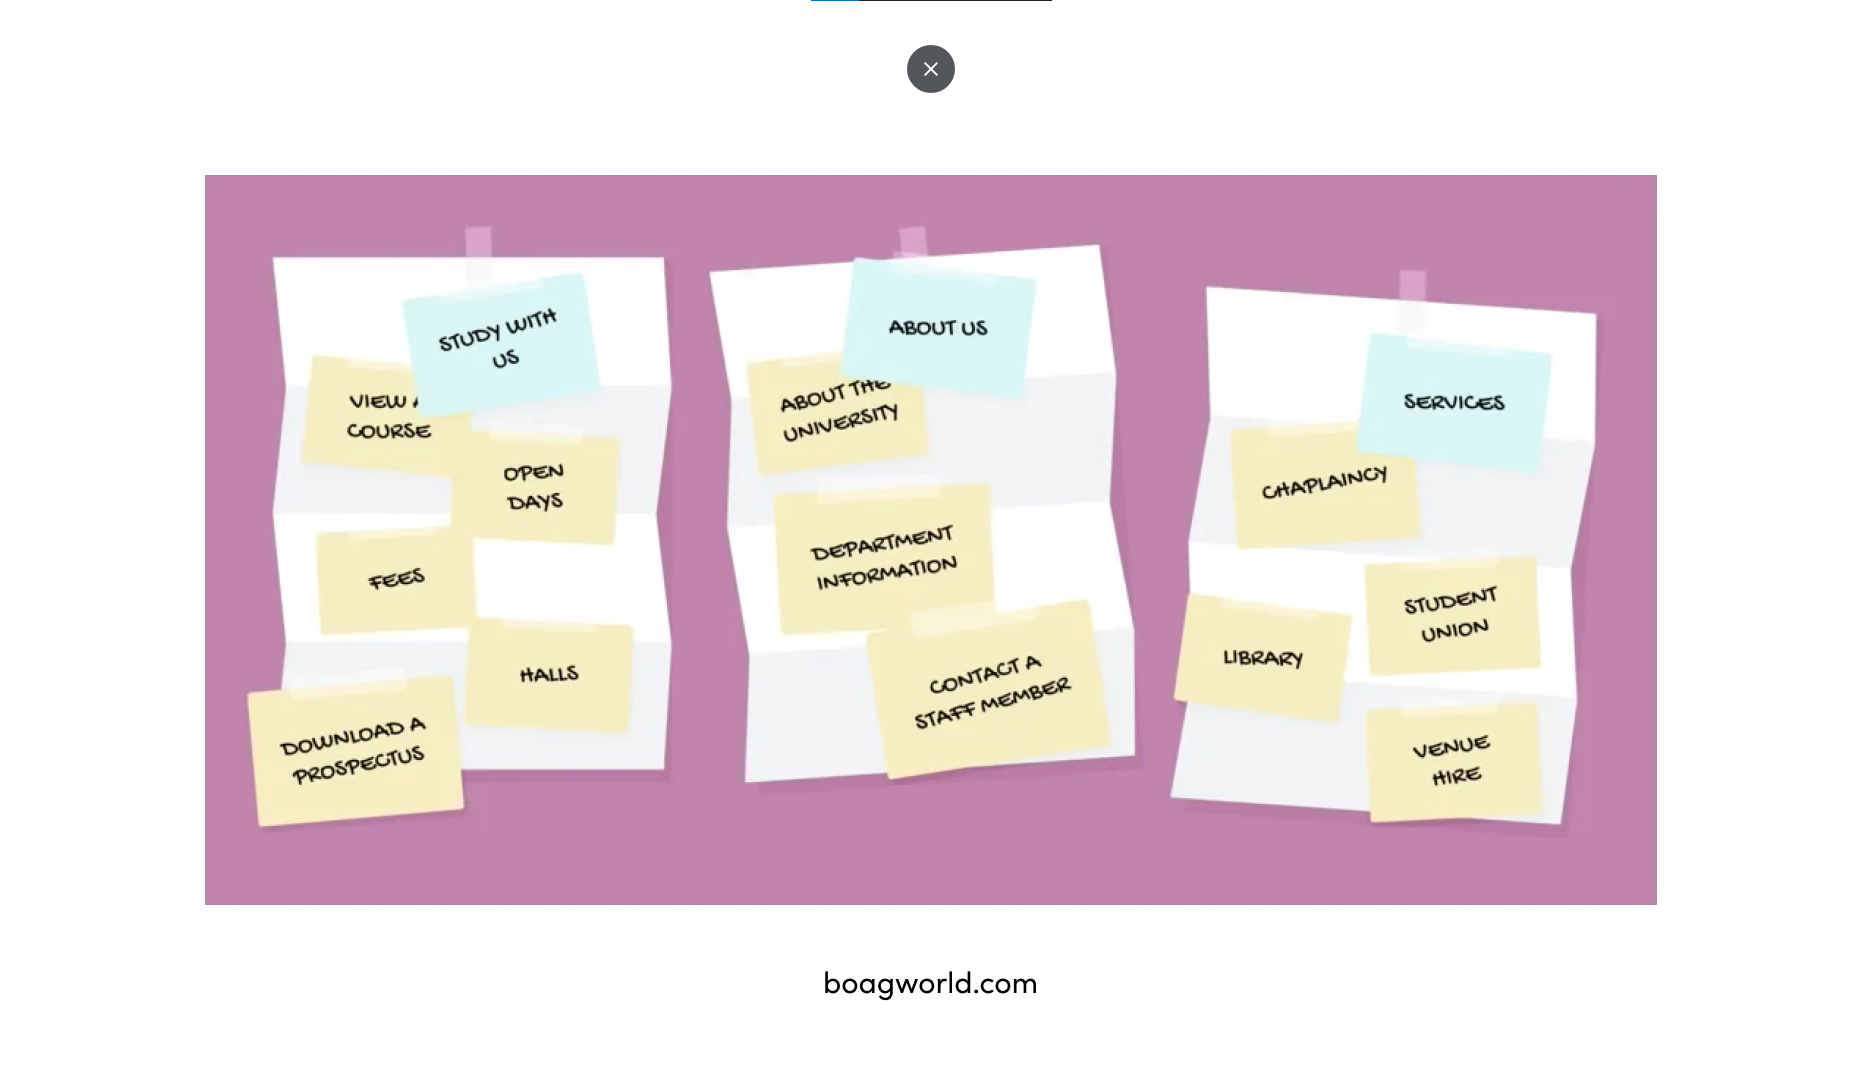 STUDY WITH
US
VIEW A
COURSE
OPEN
DAYS
FEES
HALLS
DOWNLOAD A
PROSPECTUS
ABOUT US
ABOUT THE
UNIVERSITY
DEPARTMENT
INFORMATION
CONTACT A
STAFF MEMBER
SERVICES
CHAPLAINCY
STUDENT
UNION
LIBRARY
VENUE
HIRE
boagworld.com